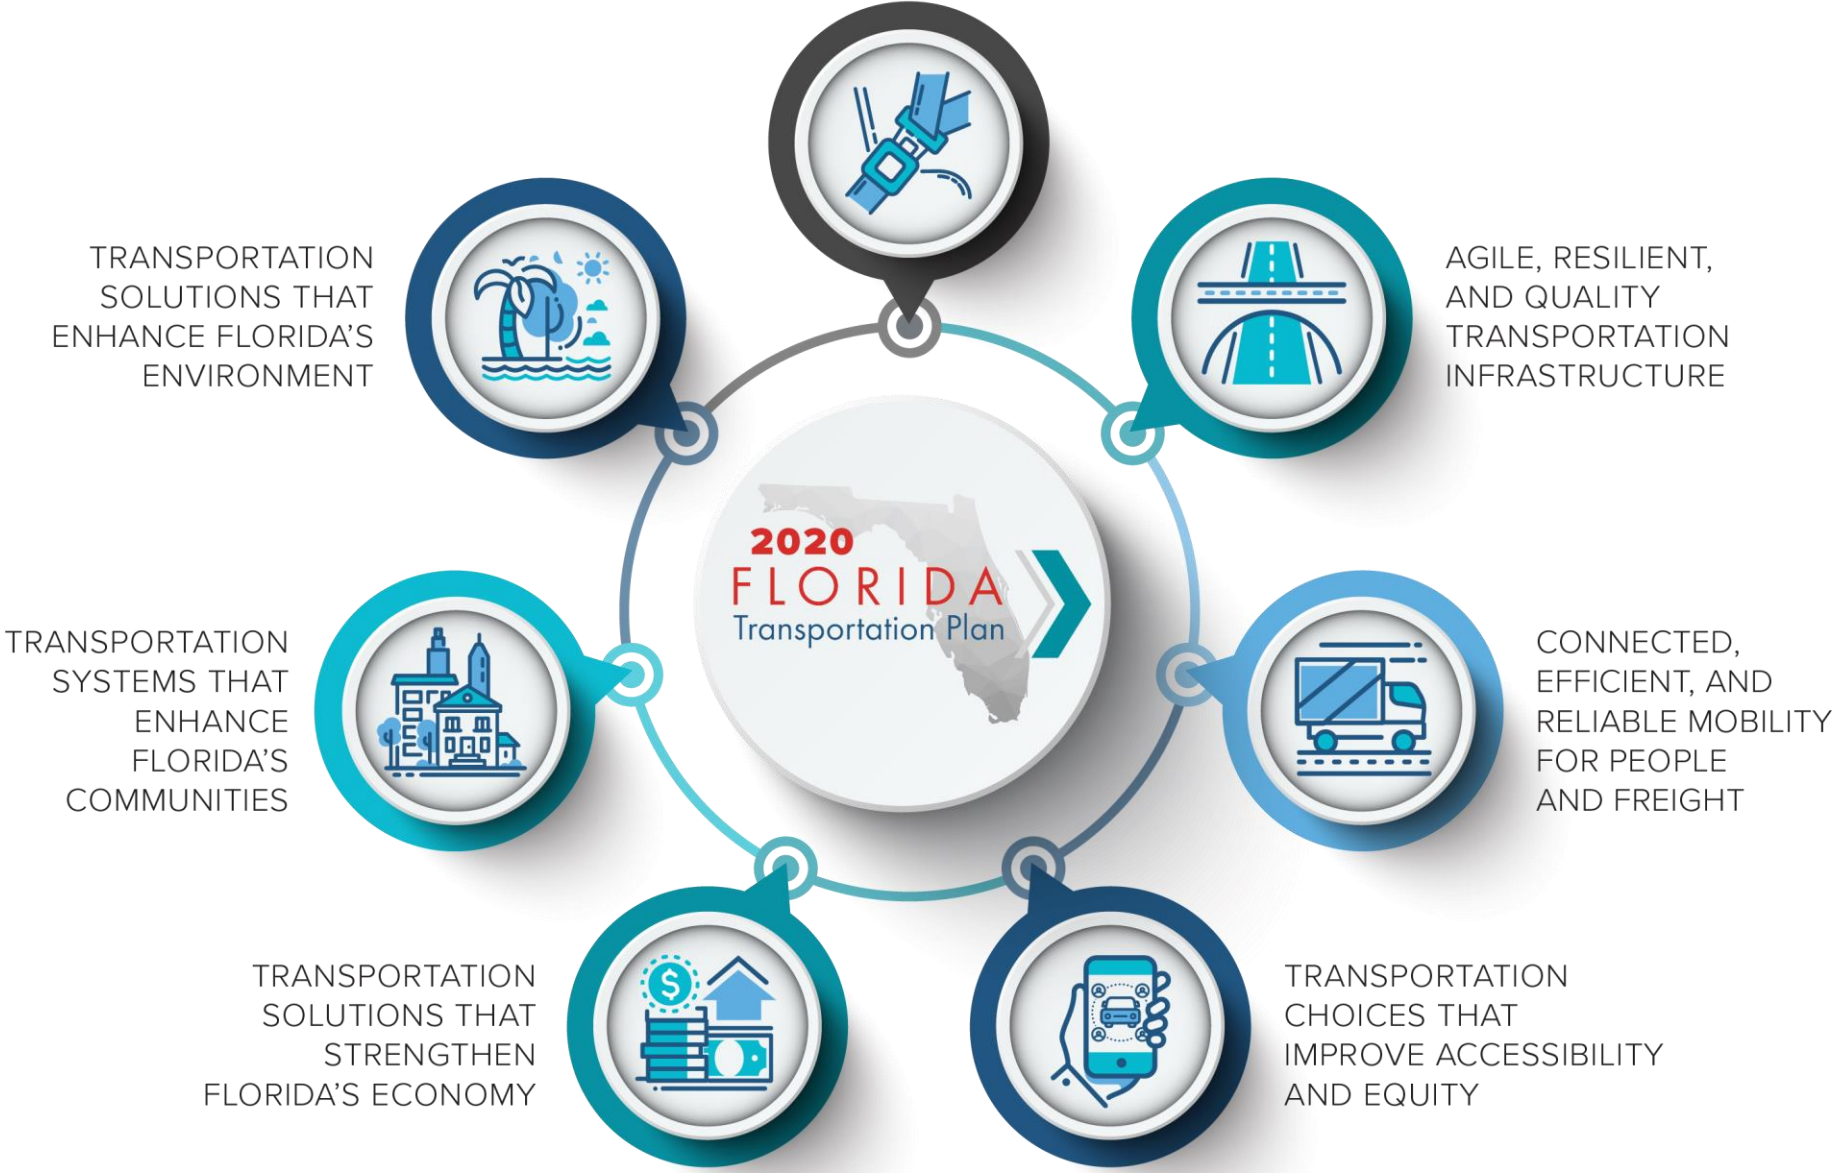 TRANSPORTATION
SOLUTIONS THAT
ENHANCE FLORIDA'S
ENVIRONMENT
AGILE, RESILIENT,
AND QUALITY
TRANSPORTATION
INFRASTRUCTURE
2020
FLORIDA
Transportation Plan
TRANSPORTATION
SYSTEMS THAT
ENHANCE
FLORIDA'S
COMMUNITIES
CONNECTED,
EFFICIENT, AND
RELIABLE MOBILITY
FOR PEOPLE
AND FREIGHT
$
TRANSPORTATION
SOLUTIONS THAT
STRENGTHEN
FLORIDA'S ECONOMY
TRANSPORTATION
CHOICES THAT
IMPROVE ACCESSIBILITY
AND EQUITY